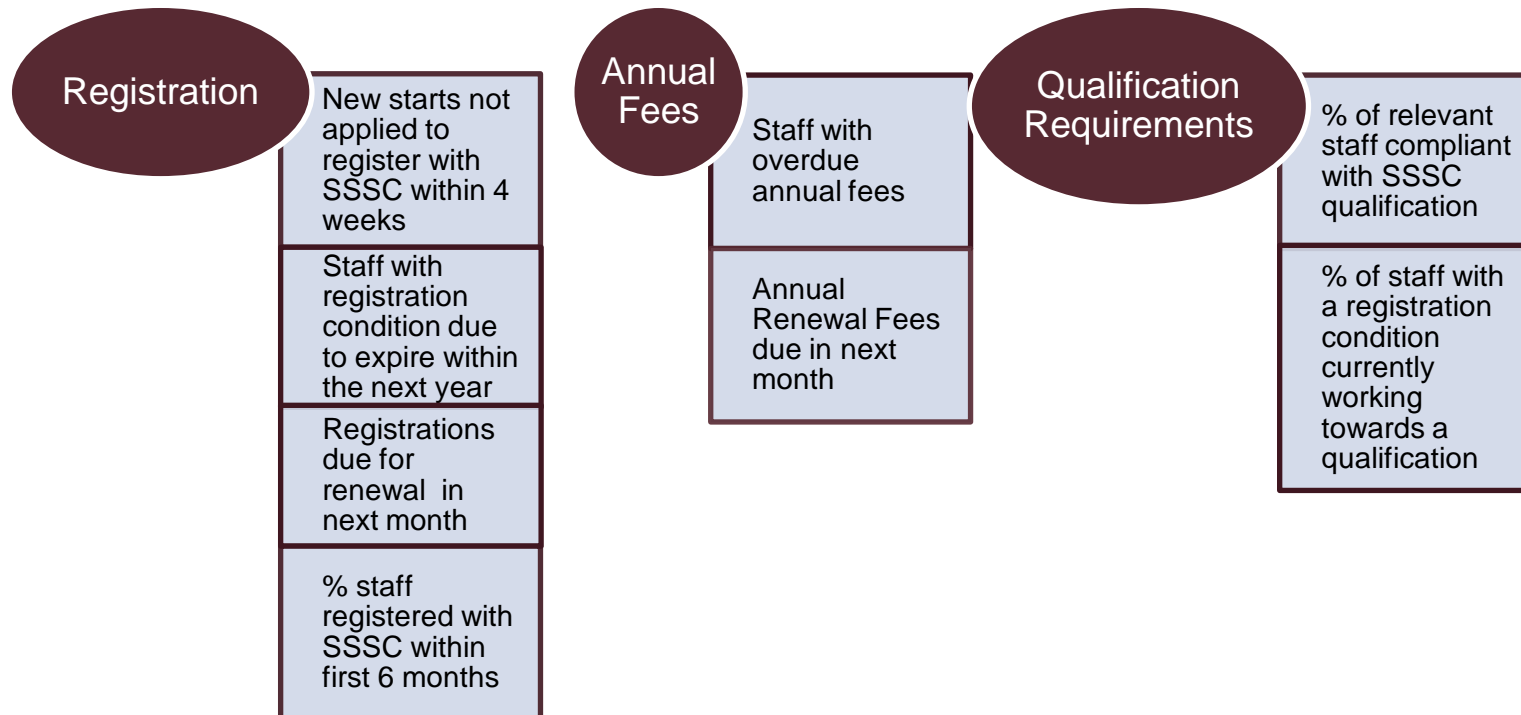 Registration
New starts not
applied to
register with
SSSC within 4
weeks
Staff with
registration
condition due
to expire within
the next year
Registrations
due for
renewal in
next month
% staff
registered with
SSSC within
first 6 months
Annual
Fees
Staff with
overdue
annual fees
Annual
Renewal Fees
due in next
month
Qualification
Requirements
% of relevant
staff compliant
with SSSC
qualification
% of staff with
a registration
condition
currently
working
towards a
qualification